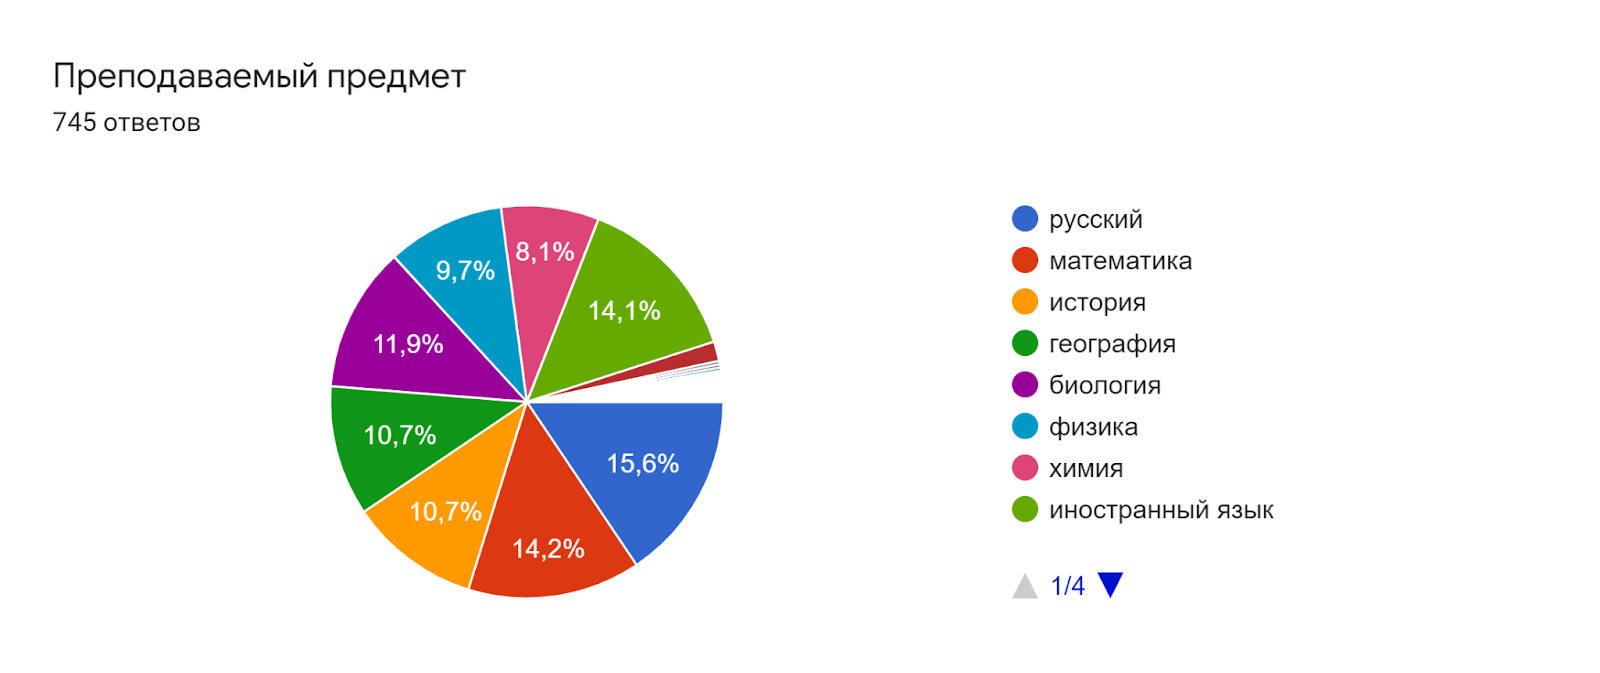 Преподаваемый предмет
745 ответов
8,1%
9,7%
14,1%
11,9%
10,7%
15,6%
10,7%
14,2%
русский
математика
история
география
биология
физика
химия
иностранный язык
1/4